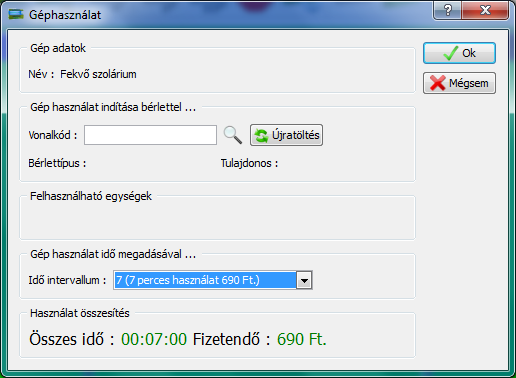 Géphasználat
Gép adatok
Név : Fekvő szolárium
Ok
Mégsem
Gép használat indítása bérlettel ...
Vonalkód :
Újratöltés
Bérlettípus : Tulajdonos :
Felhasználható egységek
Gép használat idő megadásával ...
Idő intervallum : 7 (7 perces használat 690 Ft.)
Használat összesítés
Összes idő : 00:07:00 Fizetendő : 690 Ft.